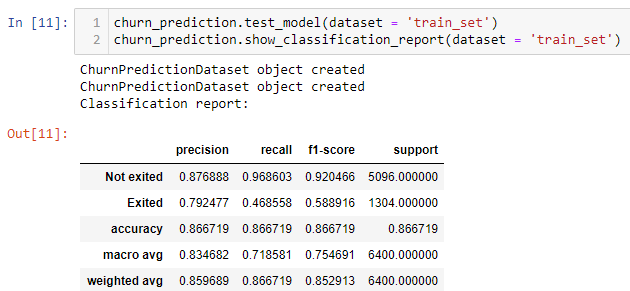 In [11]: 1 churn_prediction.test_model(dataset = 'train_set')
2 churn_prediction.show_classification_report(dataset = 'train_set')
ChurnPredictionDataset object created
ChurnPredictionDataset object created
Classification report:
Out[11]:
precision recall f1-score support
Not exited 0.876888 0.968603 0.920466 5096.000000
Exited 0.792477 0.468558 0.588916 1304.000000
accuracy 0.866719 0.866719 0.866719 0.866719
macro avg 0.834682 0.718581 0.754691 6400.000000
weighted avg 0.859689 0.866719 0.852913 6400.000000